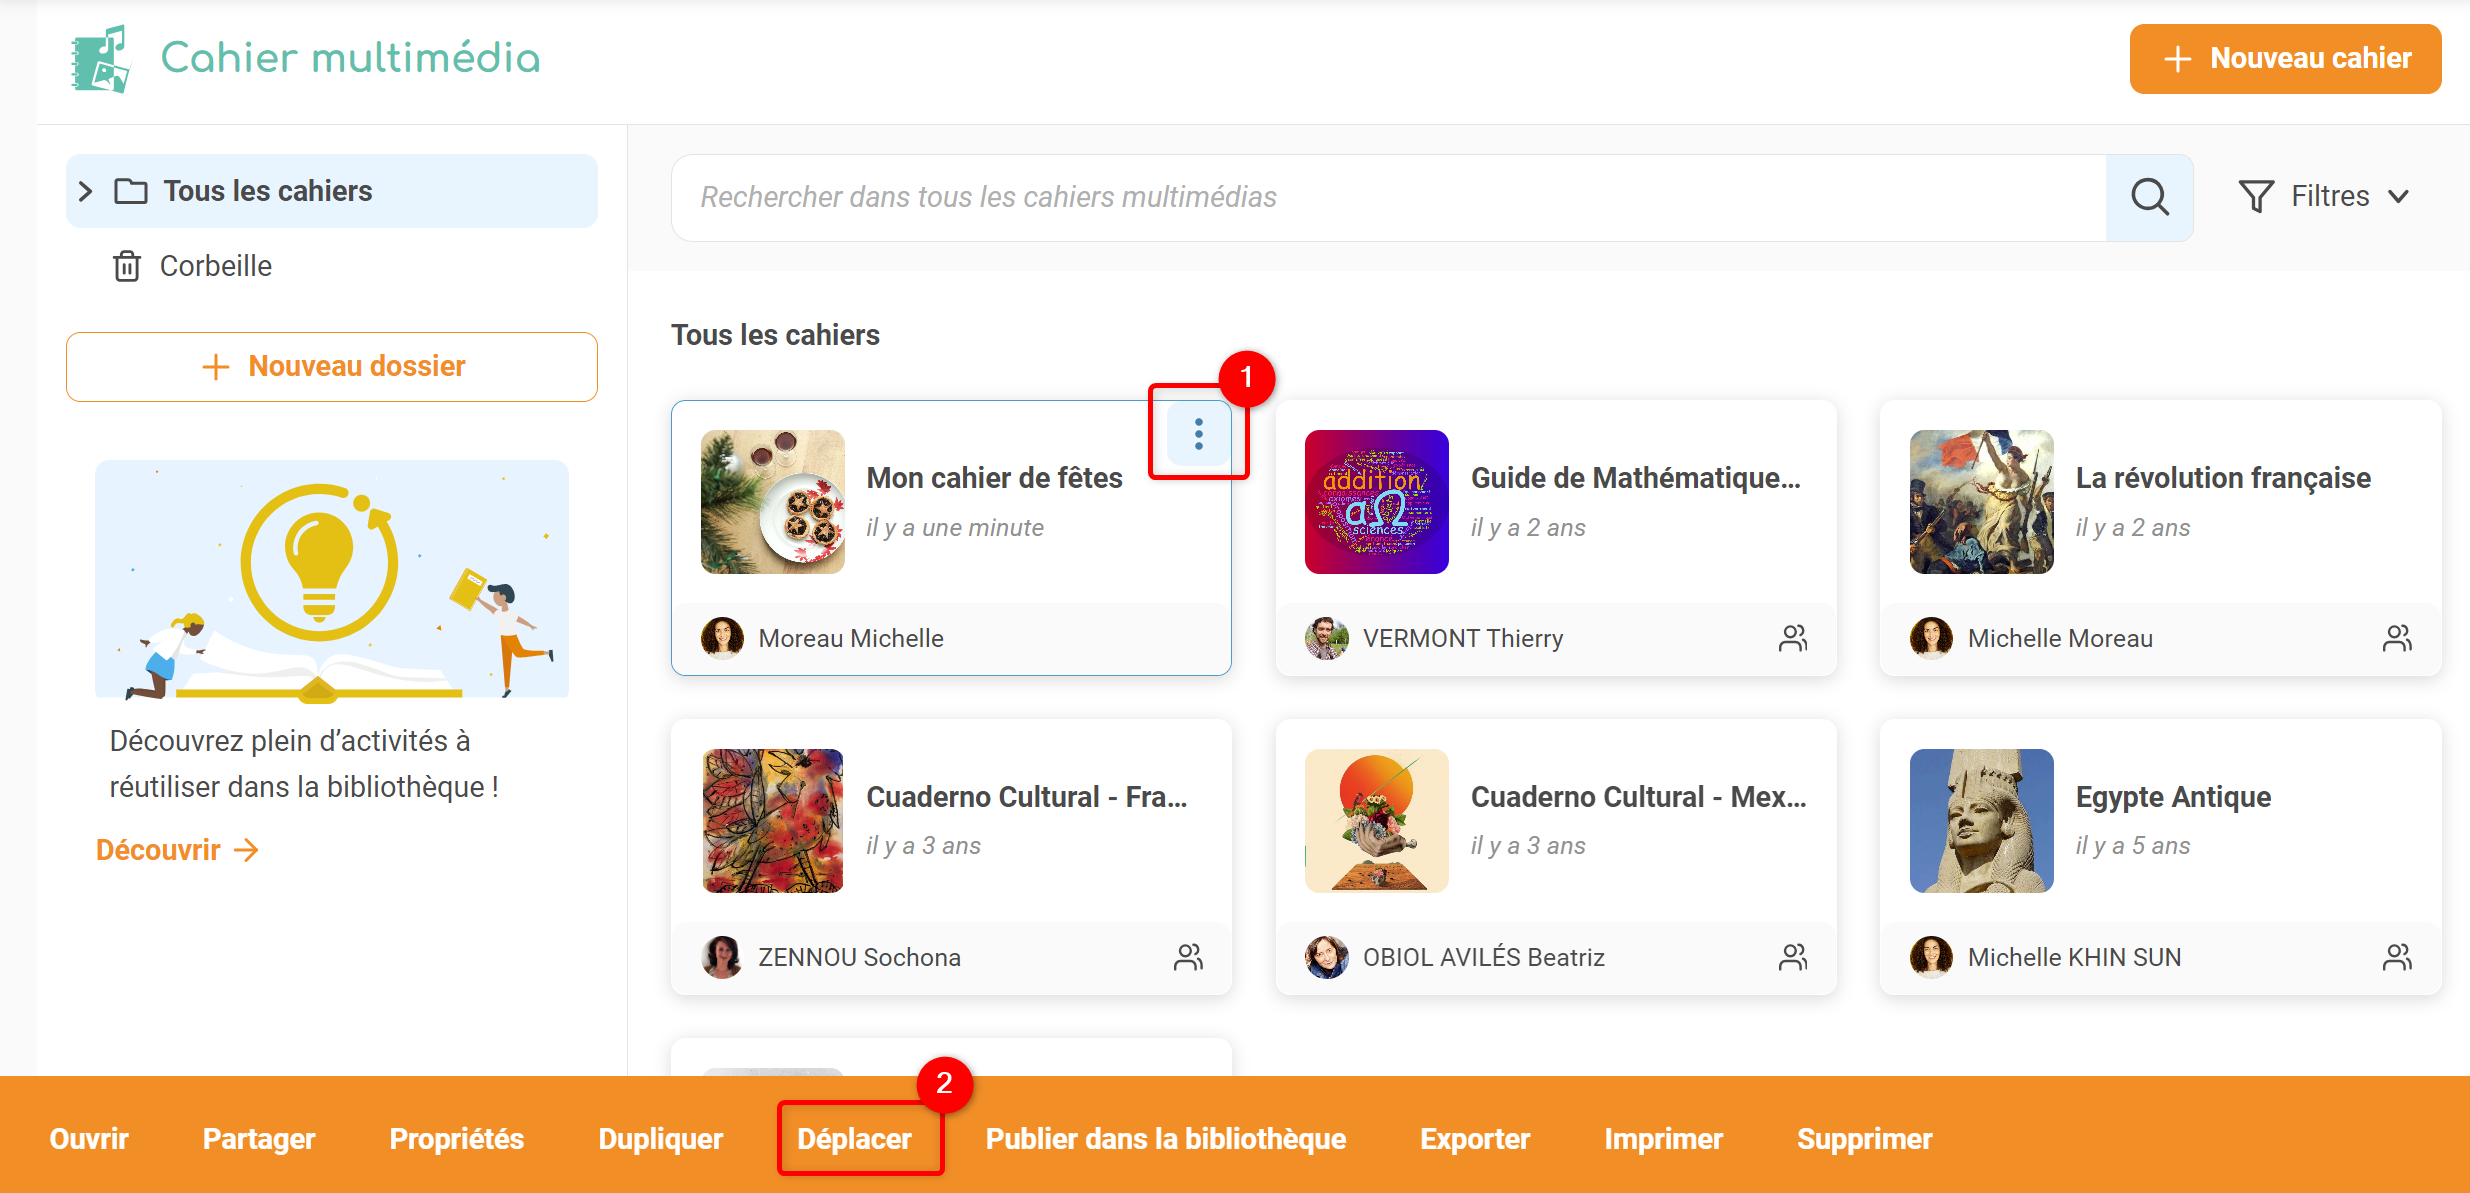 Cahier multimédia
Nouveau cahier
Tous les cahiers
Corbeille
Nouveau dossier
Découvrez plein d’activités à
réutiliser dans la bibliothèque !
Découvrir
Rechercher dans tous les cahiers multimédias
Filtres
Tous les cahiers
1
Mon cahier de fêtes
il y a une minute
Moreau Michelle
addition
aΩ
sciences
Guide de Mathématique...
il y a 2 ans
VERMONT Thierry
La révolution française
il y a 2 ans
Michelle Moreau
Cuaderno Cultural - Fra...
il y a 3 ans
ZENNOU Sochona
Cuaderno Cultural - Mex...
il y a 3 ans
OBIOL AVILÉS Beatriz
Egypte Antique
il y a 5 ans
Michelle KHIN SUN
2
Ouvrir
Partager
Propriétés
Dupliquer
Déplacer
Publier dans la bibliothèque
Exporter
Imprimer
Supprimer